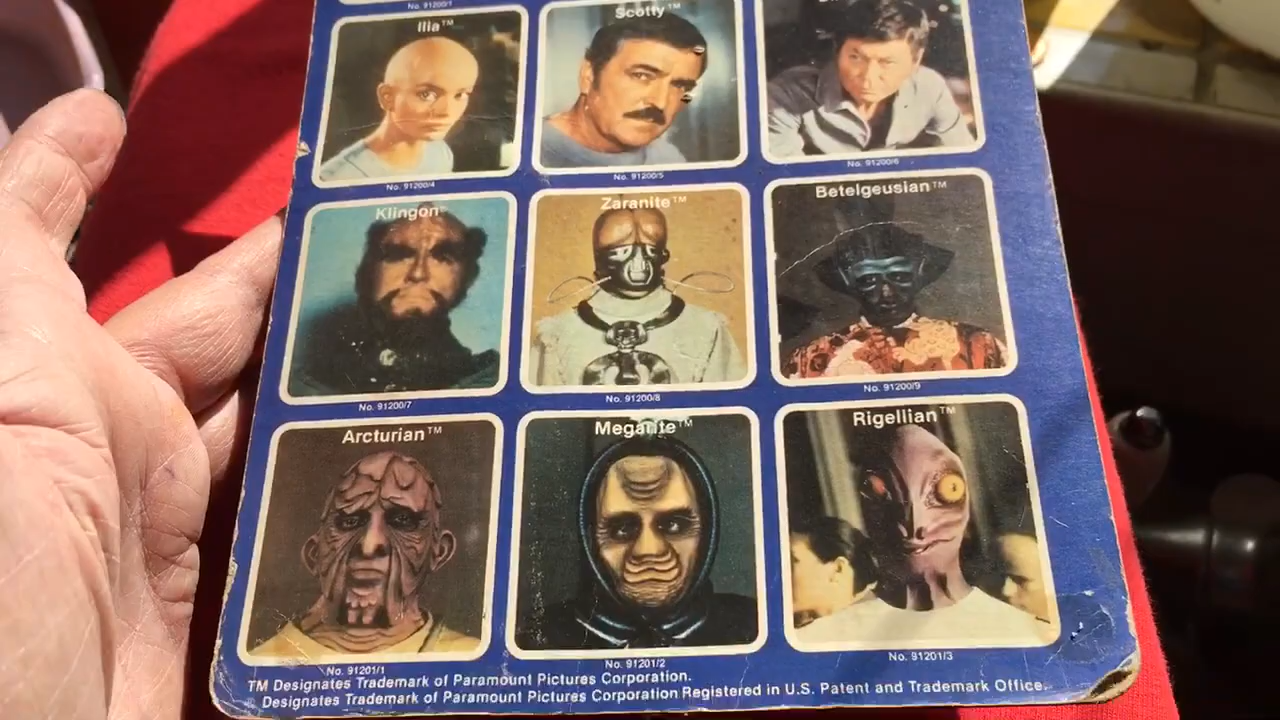 No. 91200/1
Ilia™
Scotty™
No. 91200/4
No. 91200/5
No. 91200/6
Klingon
Zaranite™
Betelgeusian™
No. 91200/7
No. 91200/8
No. 91200/9
Arcturian™
Megarite™
Rigellian™
No. 91201/1
No. 91201/2
No. 91201/3
TM Designates Trademark of Paramount Pictures Corporation.
Designates Trademark of Paramount Pictures Corporation Registered in U.S. Patent and Trademark Office.